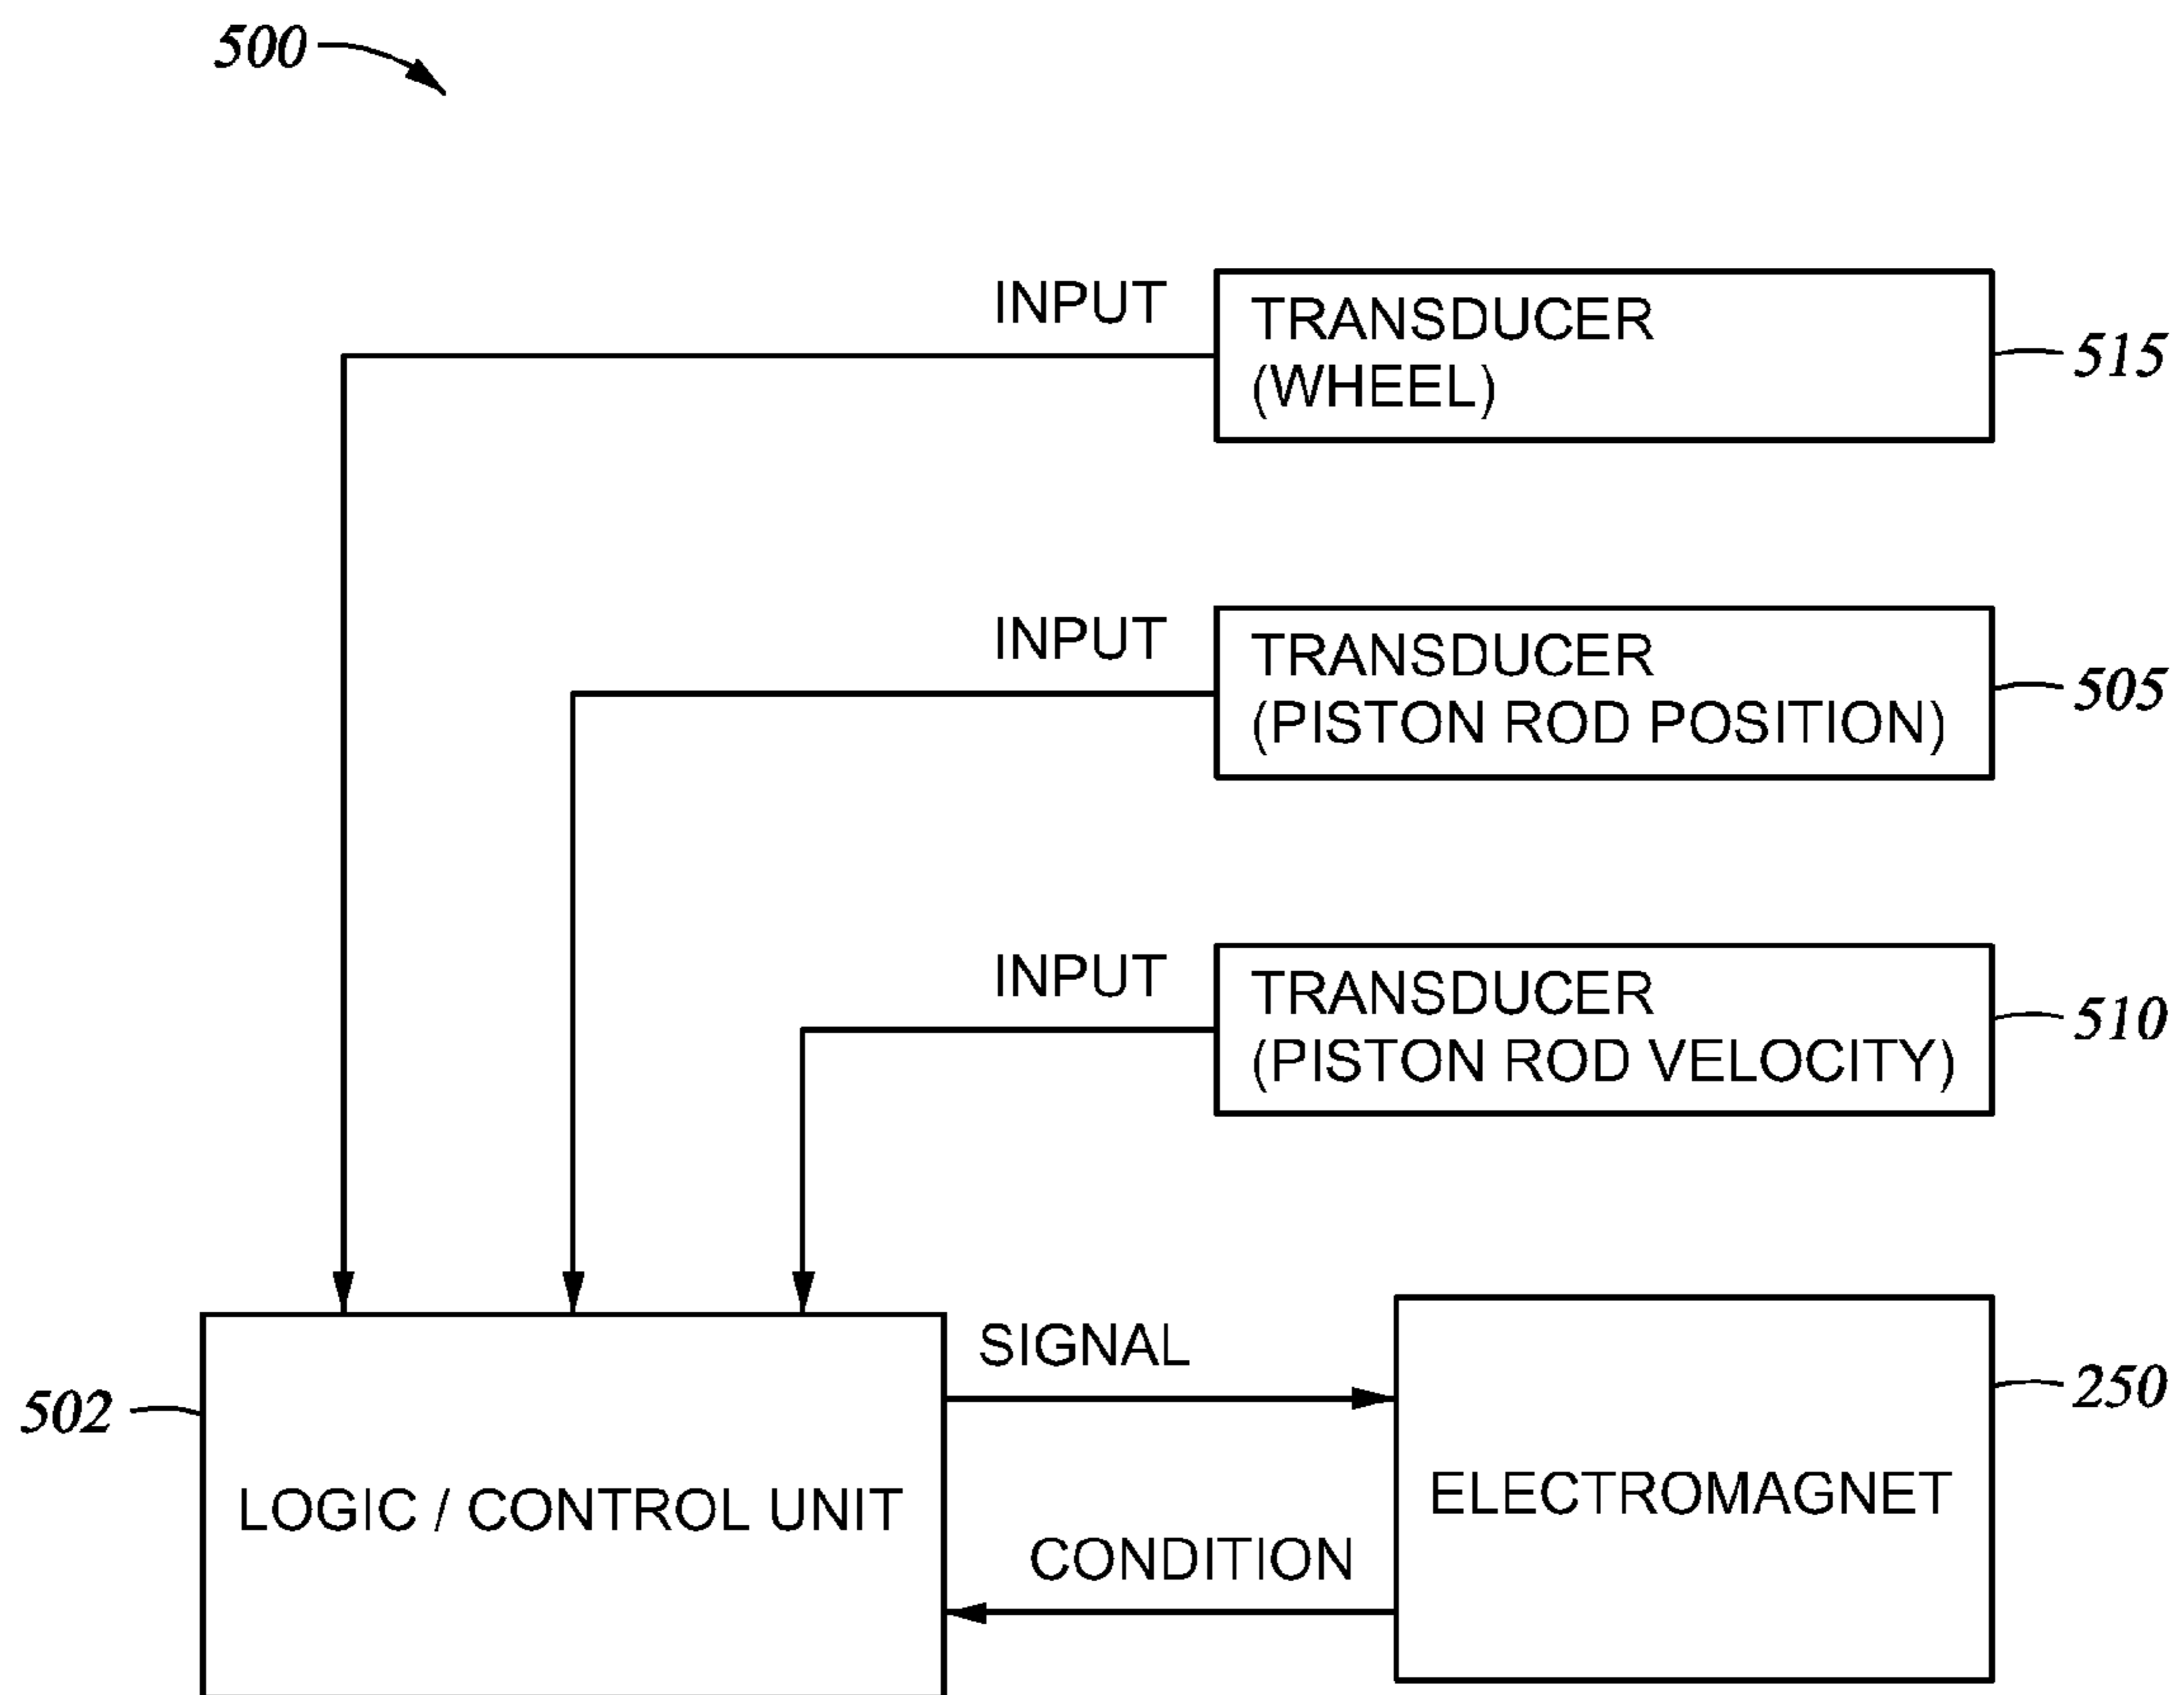 500
INPUT
TRANSDUCER
(WHEEL)
515
INPUT
TRANSDUCER
(PISTON ROD POSITION)
505
INPUT
TRANSDUCER
(PISTON ROD VELOCITY)
510
502
LOGIC / CONTROL UNIT
SIGNAL
CONDITION
ELECTROMAGNET
250